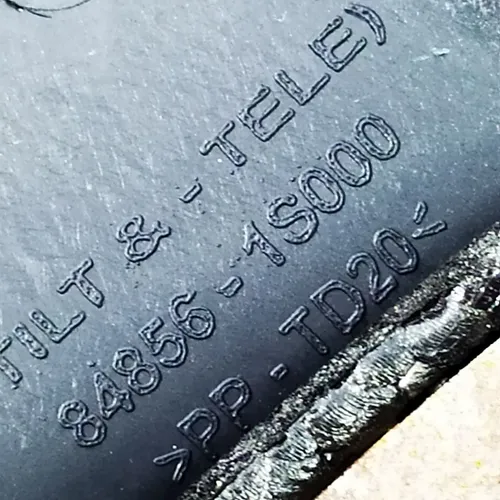 TILT & - TELE)
84856-1S000
>PP-TD20<